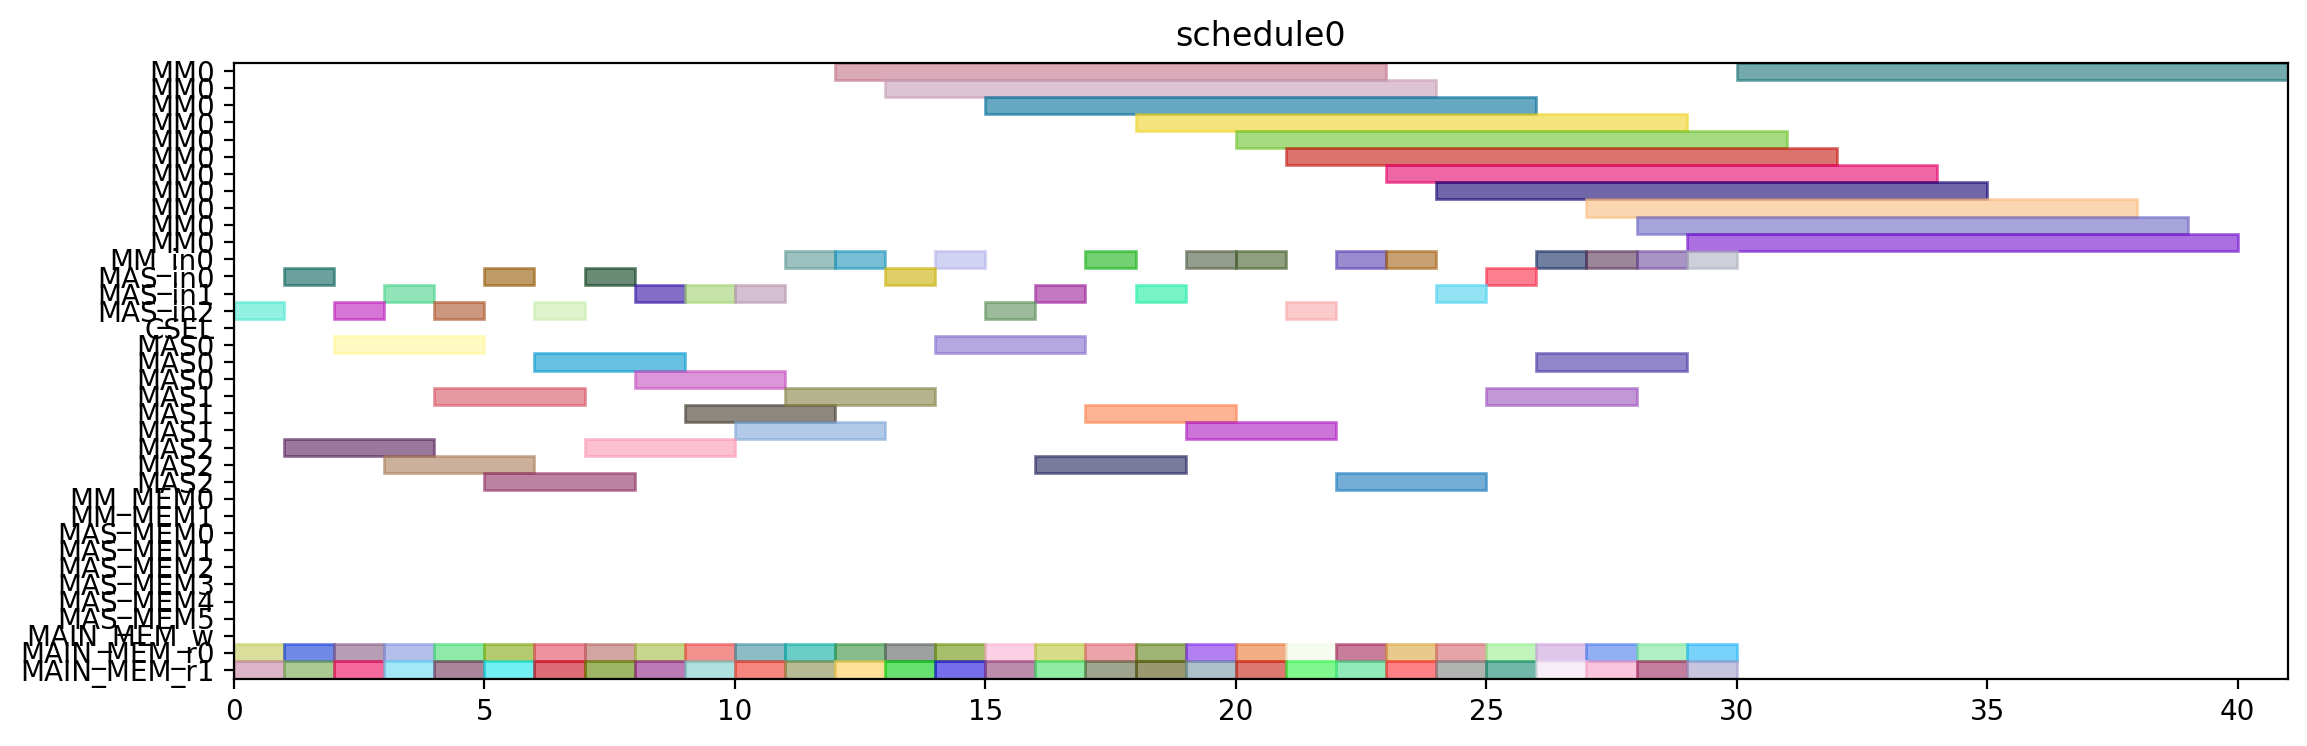 schedule0
MM0
MM0
MM0
MM0
MM0
MM0
MM0
MM0
MM0
MM0
MM0
MM_in0
MAS_in0
MAS_in1
MAS_in2
CSEL
MAS0
MAS0
MAS0
MAS1
MAS1
MAS1
MAS2
MAS2
MAS2
MM_MEM0
MM_MEM1
MAS_MEM0
MAS_MEM1
MAS_MEM2
MAS_MEM3
MAS_MEM4
MAS_MEM5
MAIN_MEM_w
MAIN_MEM_r0
MAIN_MEM_r1
0 5 10 15 20 25 30 35 40